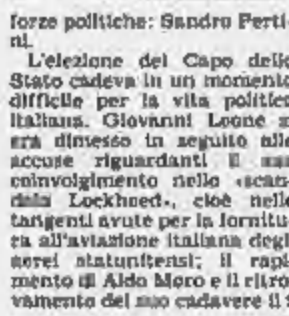 forze politiche: Sandro Perti-
ni.
L'elezione del Capo dello
Stato cadeva in un momento
difficile per la vita politica
italiana. Giovanni Leone si
era dimesso in seguito alle
accuse riguardanti il suo
coinvolgimento nello «scan-
dalo Lockheed», cioè nelle
tangenti avute per la fornitu-
ra all'aviazione italiana degli
aerei statunitensi; il rapi-
mento di Aldo Moro e il ritro-
vamento del suo cadavere il